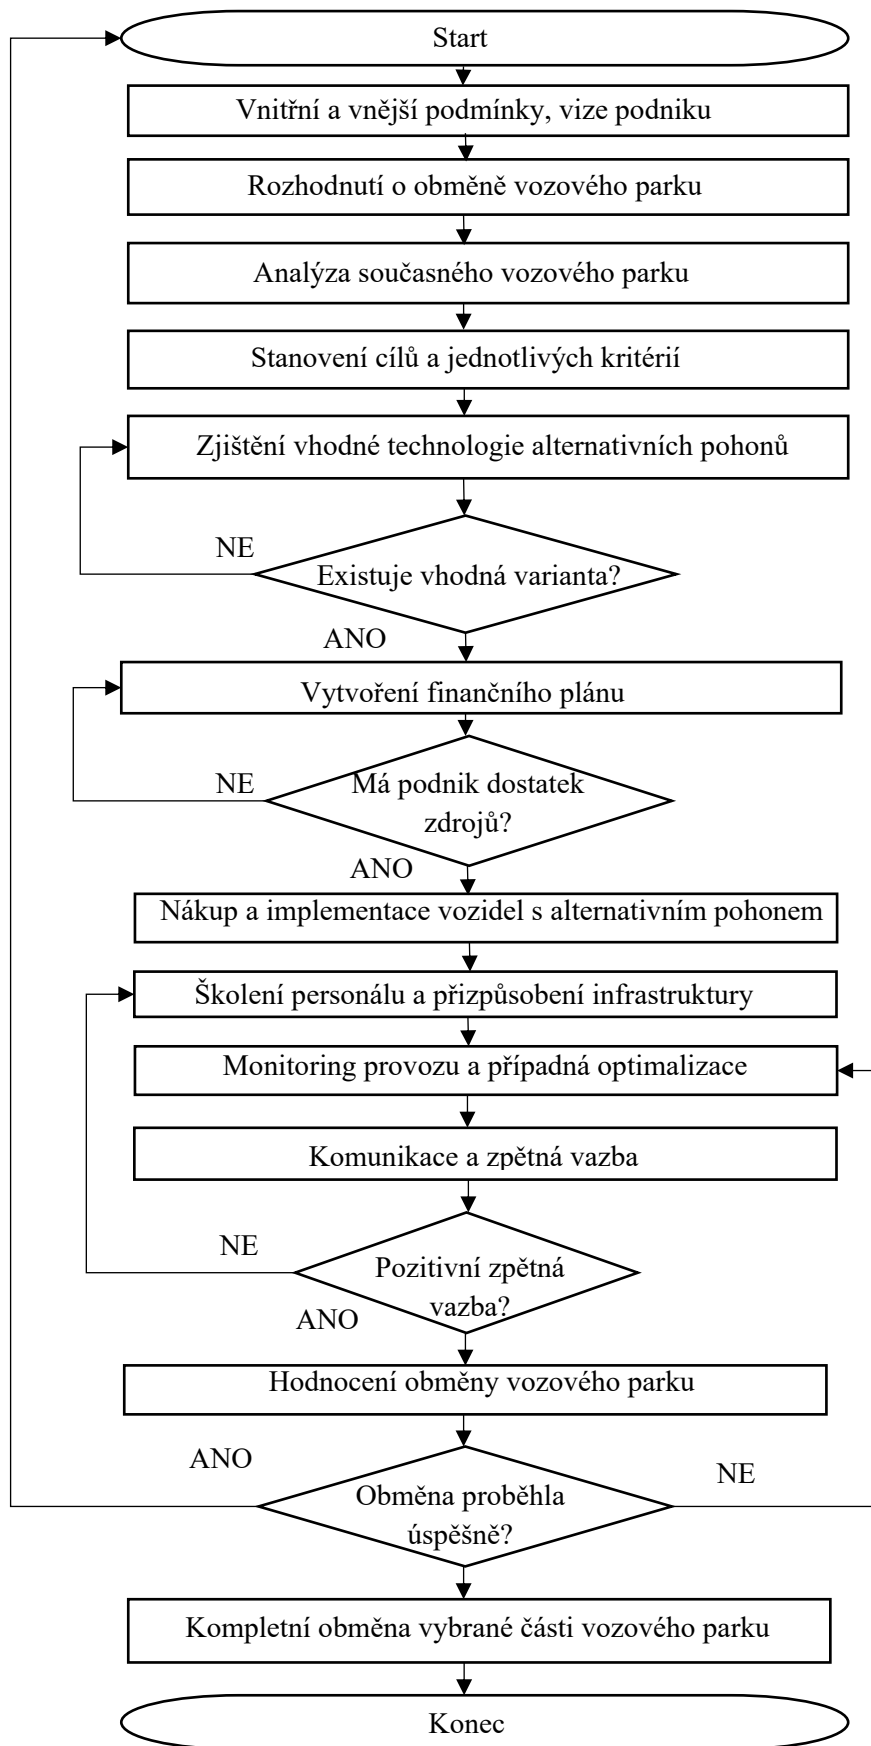 Start
Vnitřní a vnější podmínky, vize podniku
Rozhodnutí o obměně vozového parku
Analýza současného vozového parku
Stanovení cílů a jednotlivých kritérií
Zjištění vhodné technologie alternativních pohonů
NE
Existuje vhodná varianta?
ANO
Vytvoření finančního plánu
NE
Má podnik dostatek
zdrojů?
ANO
Nákup a implementace vozidel s alternativním pohonem
Školení personálu a přizpůsobení infrastruktury
Monitoring provozu a případná optimalizace
Komunikace a zpětná vazba
NE
Pozitivní zpětná
vazba?
ANO
Hodnocení obměny vozového parku
ANO
NE
Obměna proběhla
úspěšně?
Kompletní obměna vybrané části vozového parku
Konec